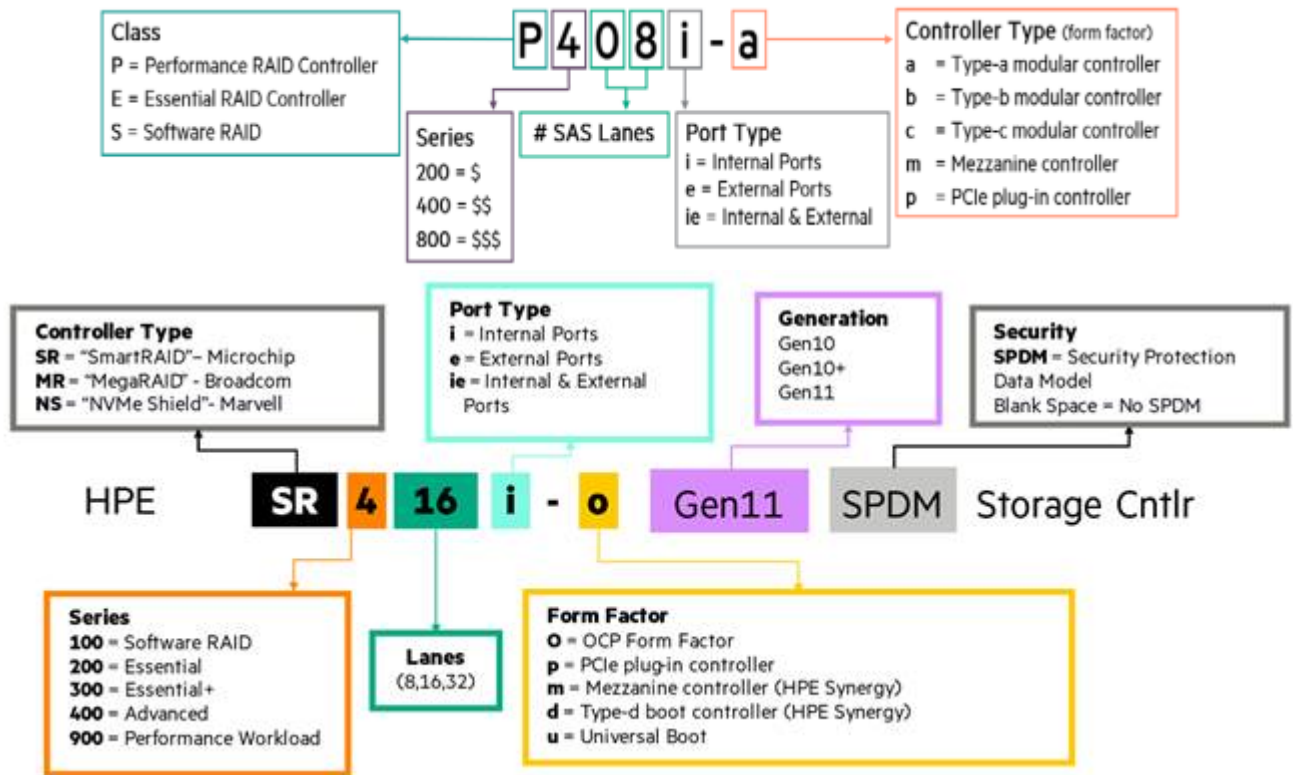 Class
P = Performance RAID Controller
E = Essential RAID Controller
S = Software RAID
P408i-a
Controller Type (form factor)
a = Type-a modular controller
b = Type-b modular controller
c = Type-c modular controller
m = Mezzanine controller
p = PCIe plug-in controller
Series
200 = $
400 = $$
800 = $$$
# SAS Lanes
Port Type
i = Internal Ports
e = External Ports
ie = Internal & External
Controller Type
SR = “SmartRAID”– Microchip
MR = “MegaRAID” - Broadcom
NS = “NVMe Shield”- Marvell
Port Type
i = Internal Ports
e = External Ports
ie = Internal & External
Ports
Generation
Gen10
Gen10+
Gen11
Security
SPDM = Security Protection
Data Model
Blank Space = No SPDM
HPE SR 4 16 i - o Gen11 SPDM Storage Cntlr
Series
100 = Software RAID
200 = Essential
300 = Essential+
400 = Advanced
900 = Performance Workload
Lanes
(8,16,32)
Form Factor
O = OCP Form Factor
p = PCIe plug-in controller
m = Mezzanine controller (HPE Synergy)
d = Type-d boot controller (HPE Synergy)
u = Universal Boot